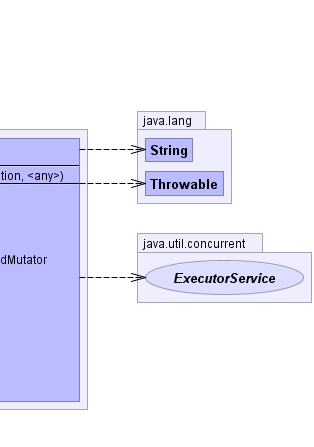 java.lang
String
tion, <any>)
Throwable
java.util.concurrent
dMutator
ExecutorService